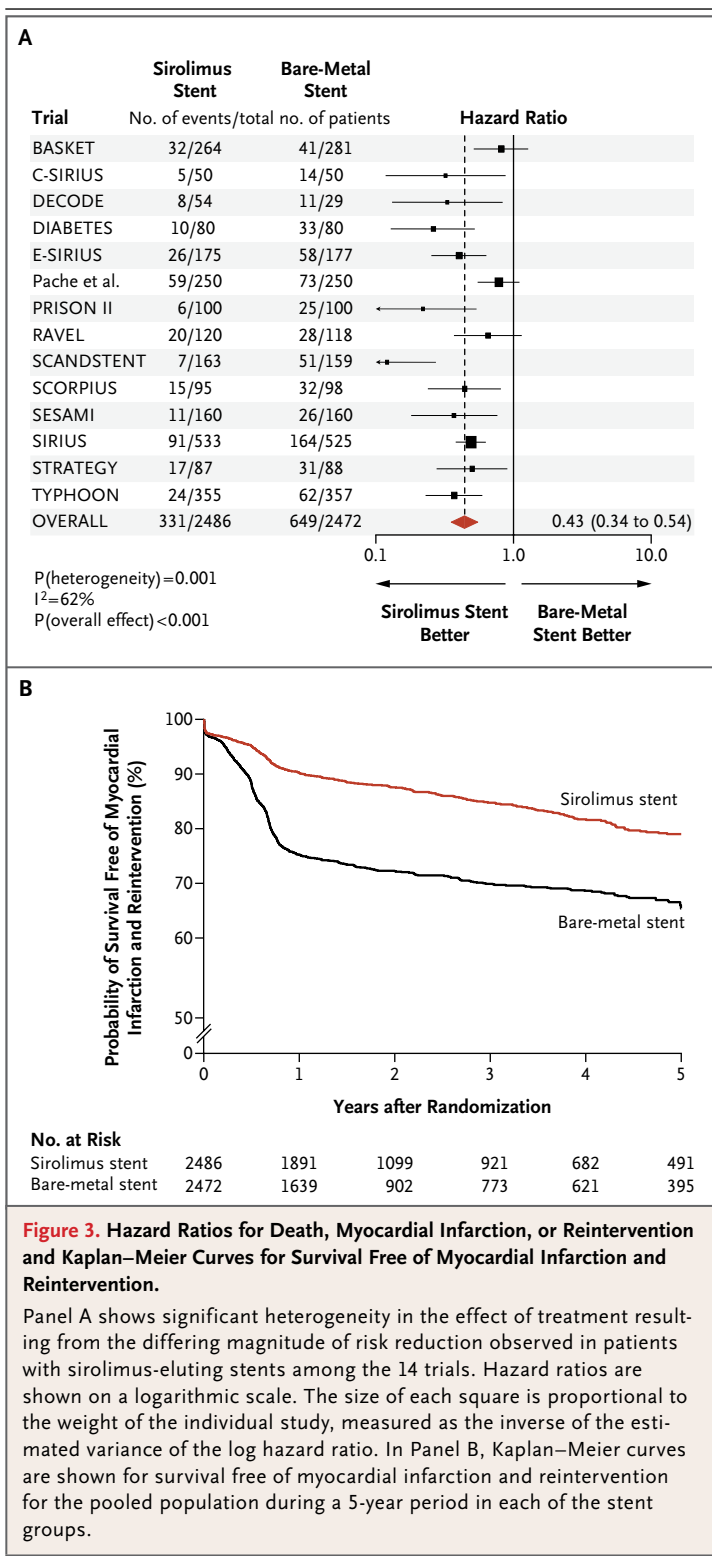 A
Sirolimus Stent Bare-Metal Stent
Trial No. of events/total no. of patients Hazard Ratio
BASKET 32/264 41/281
C-SIRIUS 5/50 14/50
DECODE 8/54 11/29
DIABETES 10/80 33/80
E-SIRIUS 26/175 58/177
Pache et al. 59/250 73/250
PRISON II 6/100 25/100
RAVEL 20/120 28/118
SCANDSTENT 7/163 51/159
SCORPIUS 15/95 32/98
SESAMI 11/160 26/160
SIRIUS 91/533 164/525
STRATEGY 17/87 31/88
TYPHOON 24/355 62/357
OVERALL 331/2486 649/2472 0.43 (0.34 to 0.54)
0.1 1.0 10.0
P(heterogeneity)=0.001
I²=62%
P(overall effect)<0.001
Sirolimus Stent Better
Bare-Metal Stent Better
B
Probability of Survival Free of Myocardial
Infarction and Reintervention (%)
100
90
80
70
60
50
0
Sirolimus stent
Bare-metal stent
0 1 2 3 4 5
Years after Randomization
No. at Risk
Sirolimus stent 2486 1891 1099 921 682 491
Bare-metal stent 2472 1639 902 773 621 395
Figure 3. Hazard Ratios for Death, Myocardial Infarction, or Reintervention
and Kaplan–Meier Curves for Survival Free of Myocardial Infarction and
Reintervention.
Panel A shows significant heterogeneity in the effect of treatment result-
ing from the differing magnitude of risk reduction observed in patients
with sirolimus-eluting stents among the 14 trials. Hazard ratios are
shown on a logarithmic scale. The size of each square is proportional to
the weight of the individual study, measured as the inverse of the esti-
mated variance of the log hazard ratio. In Panel B, Kaplan–Meier curves
are shown for survival free of myocardial infarction and reintervention
for the pooled population during a 5-year period in each of the stent
groups.